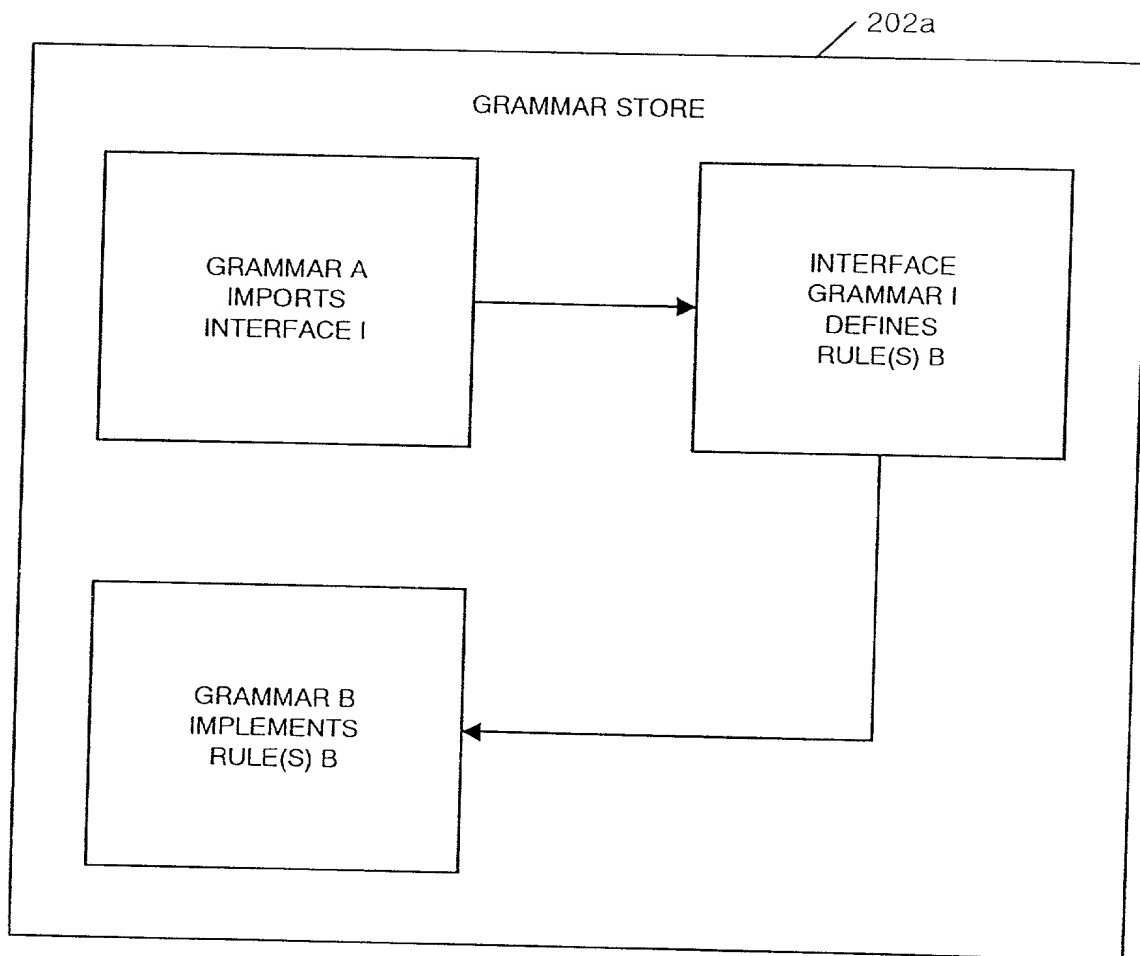 202a
GRAMMAR STORE
GRAMMAR A
IMPORTS
INTERFACE I
INTERFACE
GRAMMAR I
DEFINES
RULE(S) B
GRAMMAR B
IMPLEMENTS
RULE(S) B